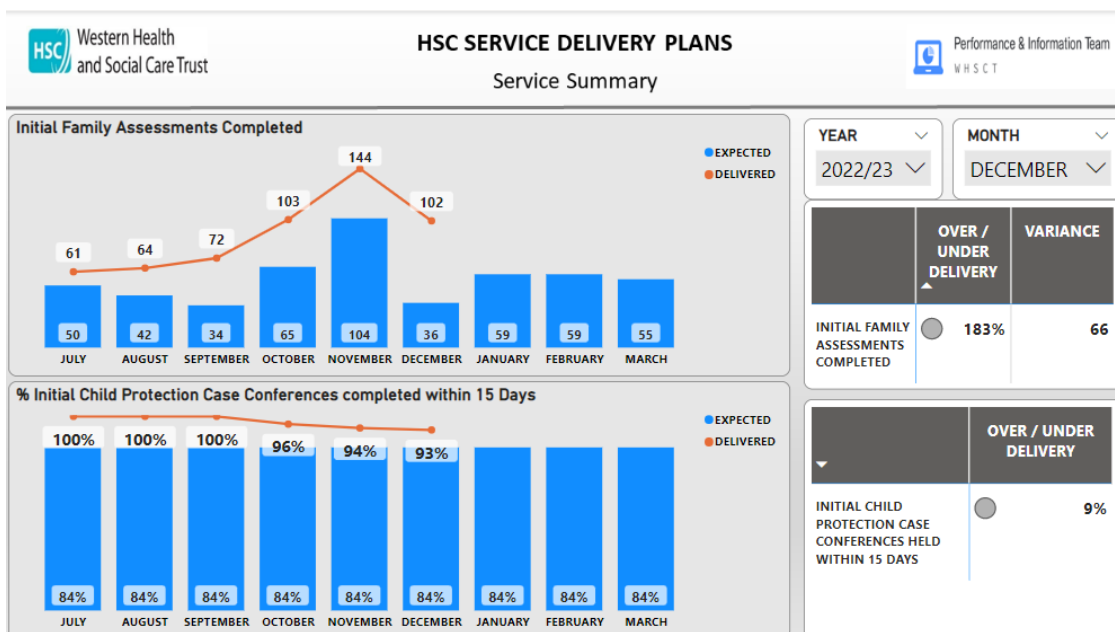 HSC
Western Health
and Social Care Trust
HSC SERVICE DELIVERY PLANS
Service Summary
Performance & Information Team
WHSCT
Initial Family Assessments Completed
EXPECTED
DELIVERED
61 64 72 103 144 102
50 42 34 65 104 36 59 59 55
JULY AUGUST SEPTEMBER OCTOBER NOVEMBER DECEMBER JANUARY FEBRUARY MARCH
% Initial Child Protection Case Conferences completed within 15 Days
EXPECTED
DELIVERED
100% 100% 100% 96% 94% 93%
84% 84% 84% 84% 84% 84% 84% 84% 84%
JULY AUGUST SEPTEMBER OCTOBER NOVEMBER DECEMBER JANUARY FEBRUARY MARCH
YEAR
2022/23
MONTH
DECEMBER
OVER /
UNDER
DELIVERY
VARIANCE
INITIAL FAMILY
ASSESSMENTS
COMPLETED
183% 66
OVER / UNDER
DELIVERY
INITIAL CHILD
PROTECTION CASE
CONFERENCES HELD
WITHIN 15 DAYS
9%